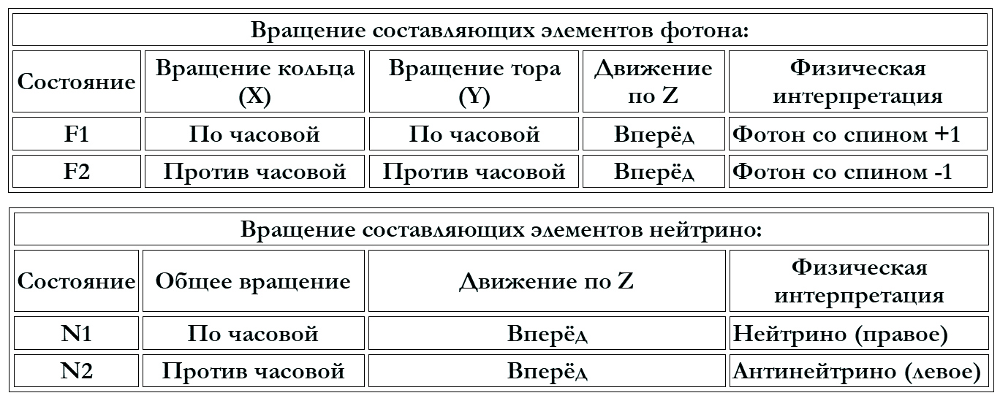 Вращение составляющих элементов фотона:
Состояние Вращение кольца (X) Вращение тора (Y) Движение по Z Физическая интерпретация
F1 По часовой По часовой Вперёд Фотон со спином +1
F2 Против часовой Против часовой Вперёд Фотон со спином -1
Вращение составляющих элементов нейтрино:
Состояние Общее вращение Движение по Z Физическая интерпретация
N1 По часовой Вперёд Нейтрино (правое)
N2 Против часовой Вперёд Антинейтрино (левое)